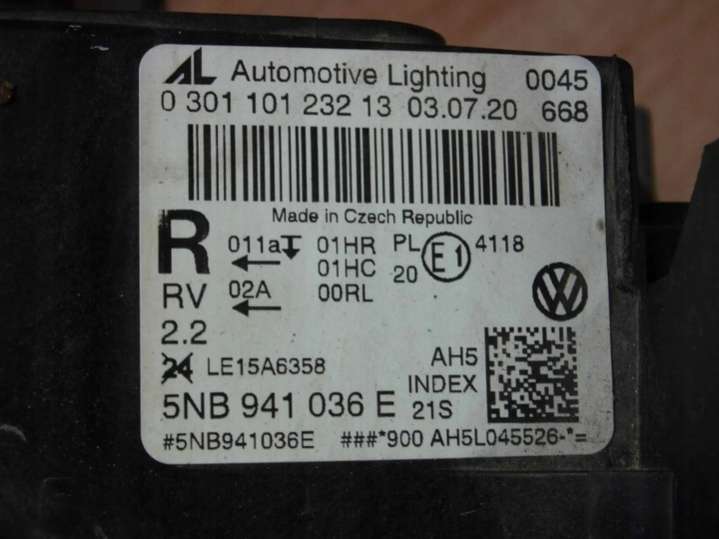 AL Automotive Lighting 0045
0 301 101 232 13 03.07.20 668
Made in Czech Republic
R 011a 01HR PL E1 4118
01HC 20
RV 02A 00RL
2.2
24 LE15A6358 AH5
INDEX
5NB 941 036 E 21S
#5NB941036E ###*900 AH5L045526-*=